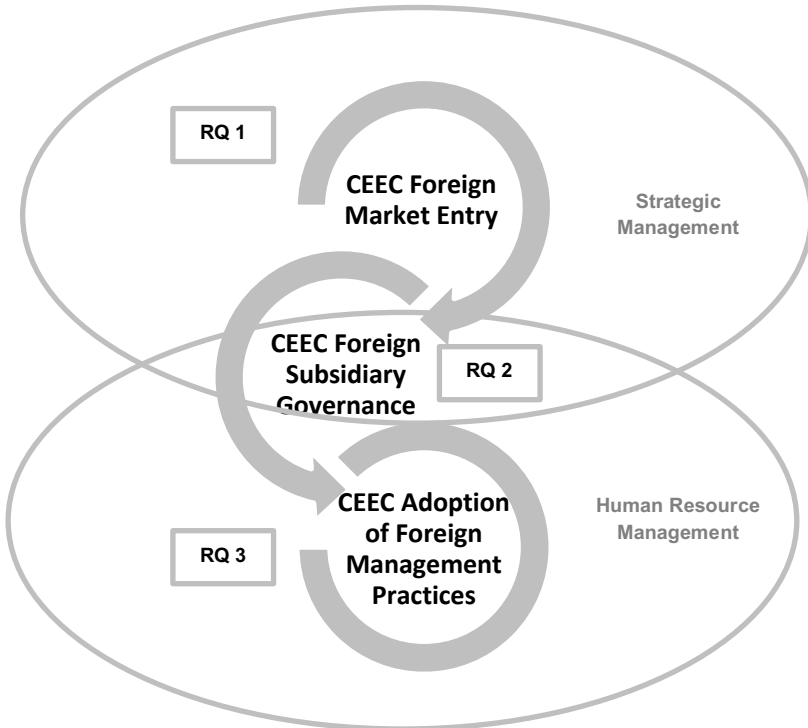 RQ 1
CEEC Foreign
Market Entry
Strategic
Management
CEEC Foreign
Subsidiary
Governance
RQ 2
CEEC Adoption
of Foreign
Management
Practices
Human Resource
Management
RQ 3